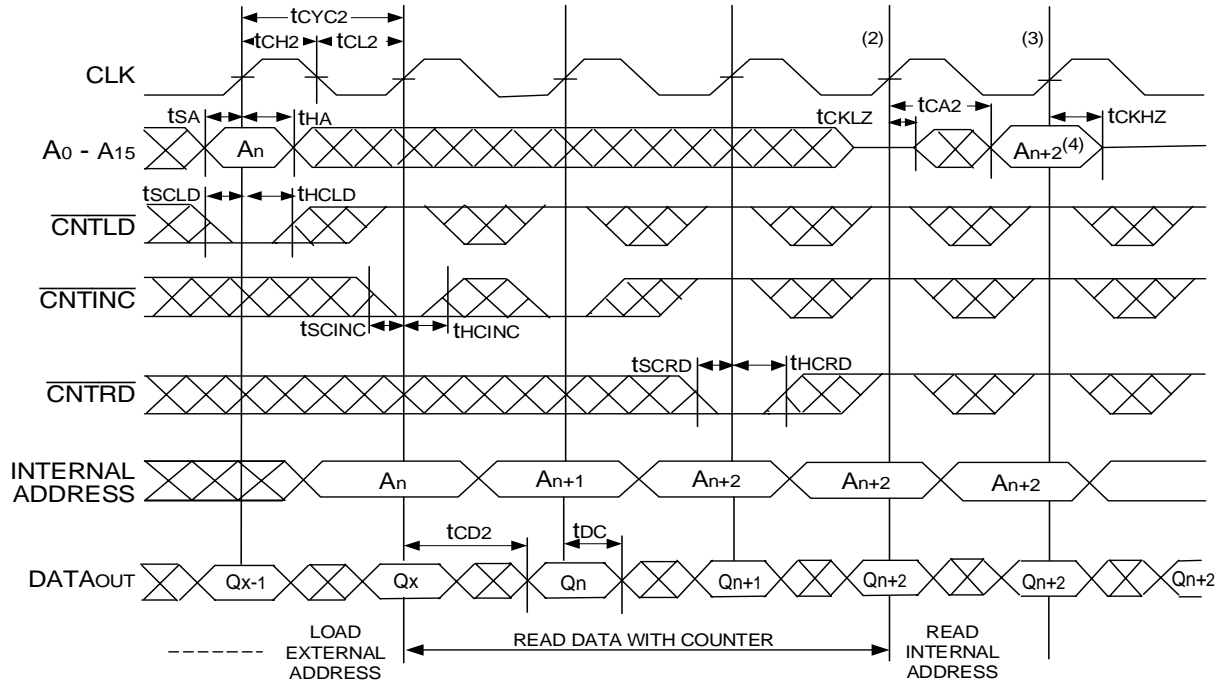 tCYC2
tCH2 tCL2 (2) (3)
CLK
tSA tHA tCKLZ tCA2 tCKHZ
A0 - A15 An An+2(4)
tSCLD tHCLD
CNTLD
CNTINC
tSCINC tHCINC
tSCRD tHCRD
CNTRD
INTERNAL
ADDRESS
An An+1 An+2 An+2 An+2
tCD2 tDC
DATAOUT Qx-1 Qx Qn Qn+1 Qn+2 Qn+2 Qn+2
LOAD
EXTERNAL
ADDRESS
READ DATA WITH COUNTER
READ
INTERNAL
ADDRESS